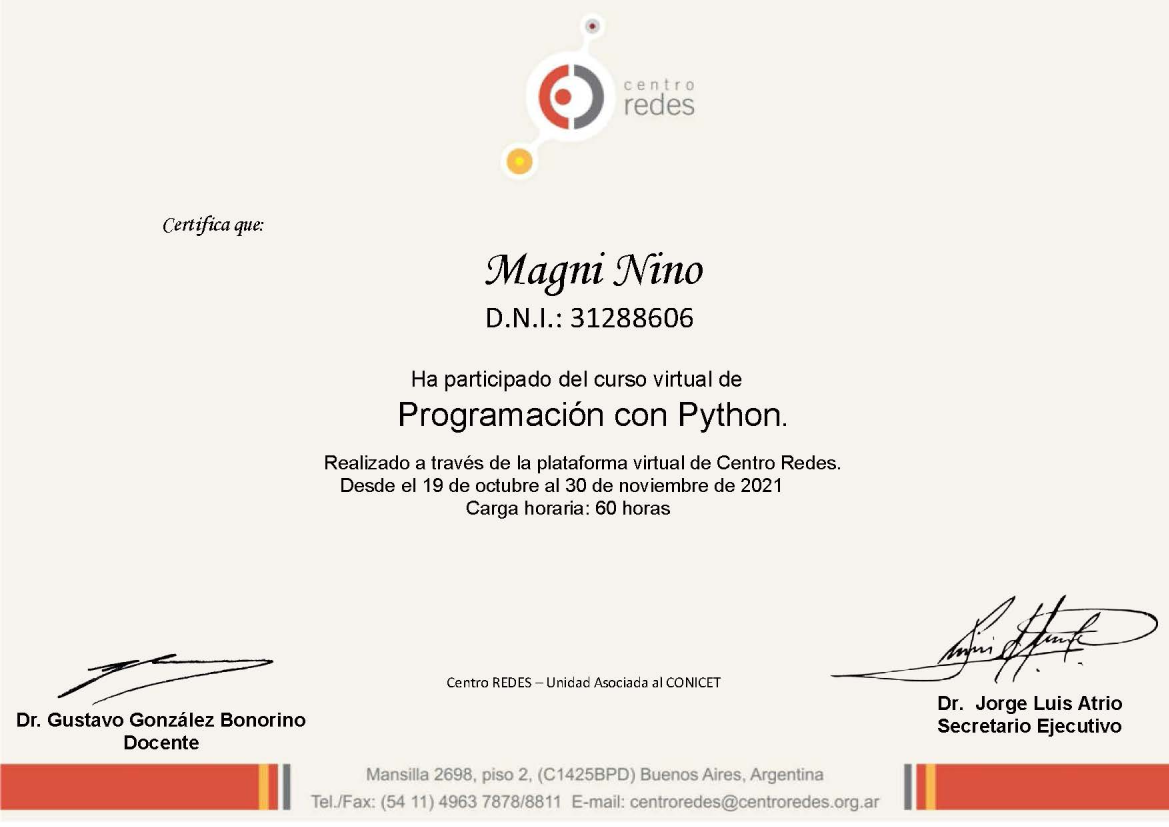 centro
redes
Certifica que:
Magni Nino
D.N.I.: 31288606
Ha participado del curso virtual de
Programación con Python.
Realizado a través de la plataforma virtual de Centro Redes.
Desde el 19 de octubre al 30 de noviembre de 2021
Carga horaria: 60 horas
Centro REDES – Unidad Asociada al CONICET
Dr. Gustavo González Bonorino
Docente
Dr. Jorge Luis Atrio
Secretario Ejecutivo
Mansilla 2698, piso 2, (C1425BPD) Buenos Aires, Argentina
Tel./Fax: (54 11) 4963 7878/8811 E-mail: centroredes@centroredes.org.ar